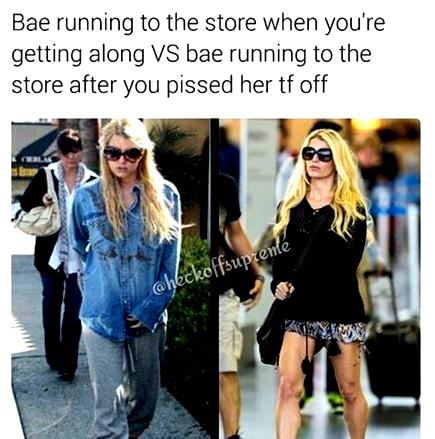 Bae running to the store when you're
getting along VS bae running to the
store after you pissed her tf off
@heckoffsupreme